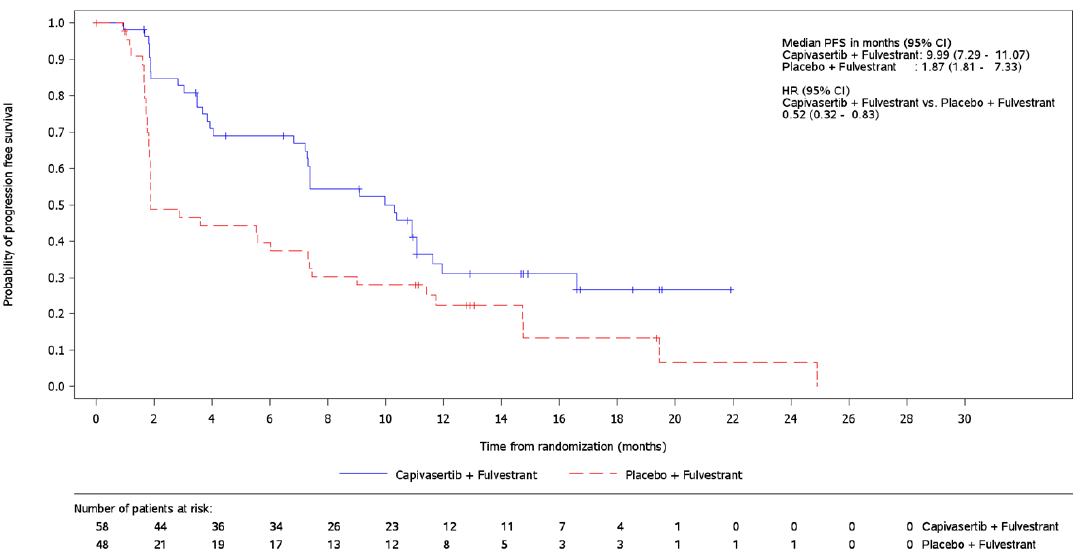 Median PFS in months (95% CI)
Capivasertib + Fulvestrant: 9.99 (7.29 - 11.07)
Placebo + Fulvestrant : 1.87 (1.81 - 7.33)
HR (95% CI)
Capivasertib + Fulvestrant vs. Placebo + Fulvestrant
0.52 (0.32 - 0.83)
Probability of progression free survival
1.0
0.9
0.8
0.7
0.6
0.5
0.4
0.3
0.2
0.1
0.0
0 2 4 6 8 10 12 14 16 18 20 22 24 26 28 30
Time from randomization (months)
Capivasertib + Fulvestrant Placebo + Fulvestrant
Number of patients at risk:
58 44 36 34 26 23 12 11 7 4 1 0 0 0 0 Capivasertib + Fulvestrant
48 21 19 17 13 12 8 5 3 3 1 1 1 0 0 Placebo + Fulvestrant